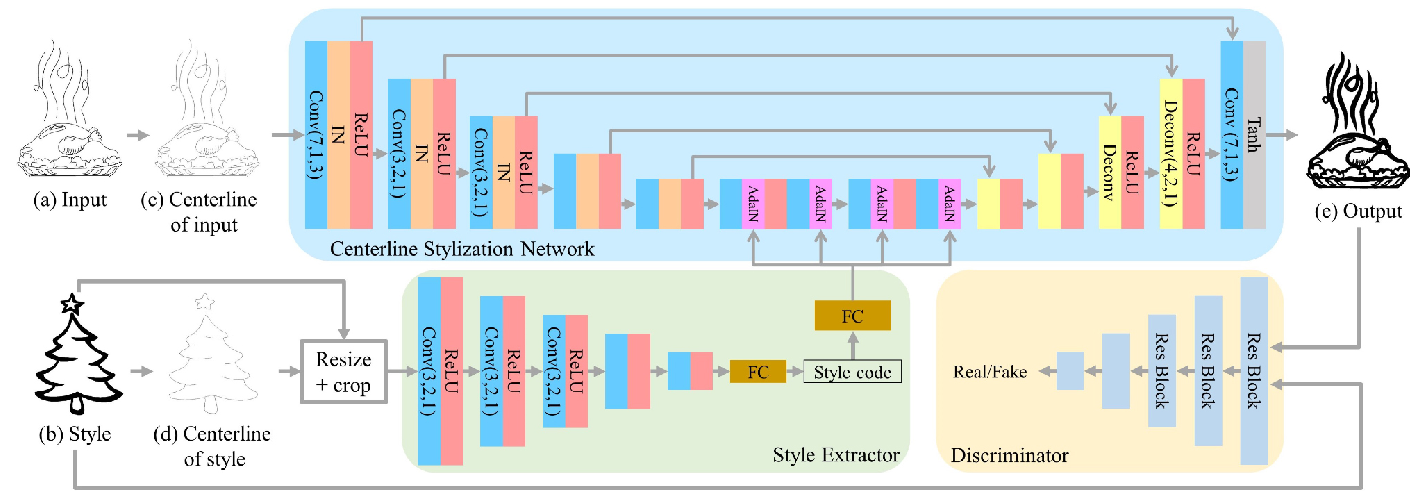 (a) Input
(c) Centerline
of input
Conv(7,1,3)
IN
ReLU
Conv(3,2,1)
IN
ReLU
Conv(3,2,1)
IN
ReLU
AdaIN
AdaIN
AdaIN
AdaIN
Deconv
ReLU
Deconv(4,2,1)
ReLU
Conv (7,1,3)
Tanh
(e) Output
Centerline Stylization Network
(b) Style
(d) Centerline
of style
Resize
+ crop
Conv(3,2,1)
ReLU
Conv(3,2,1)
ReLU
Conv(3,2,1)
ReLU
FC
Style code
FC
Style Extractor
Real/Fake
Res Block
Res Block
Res Block
Discriminator